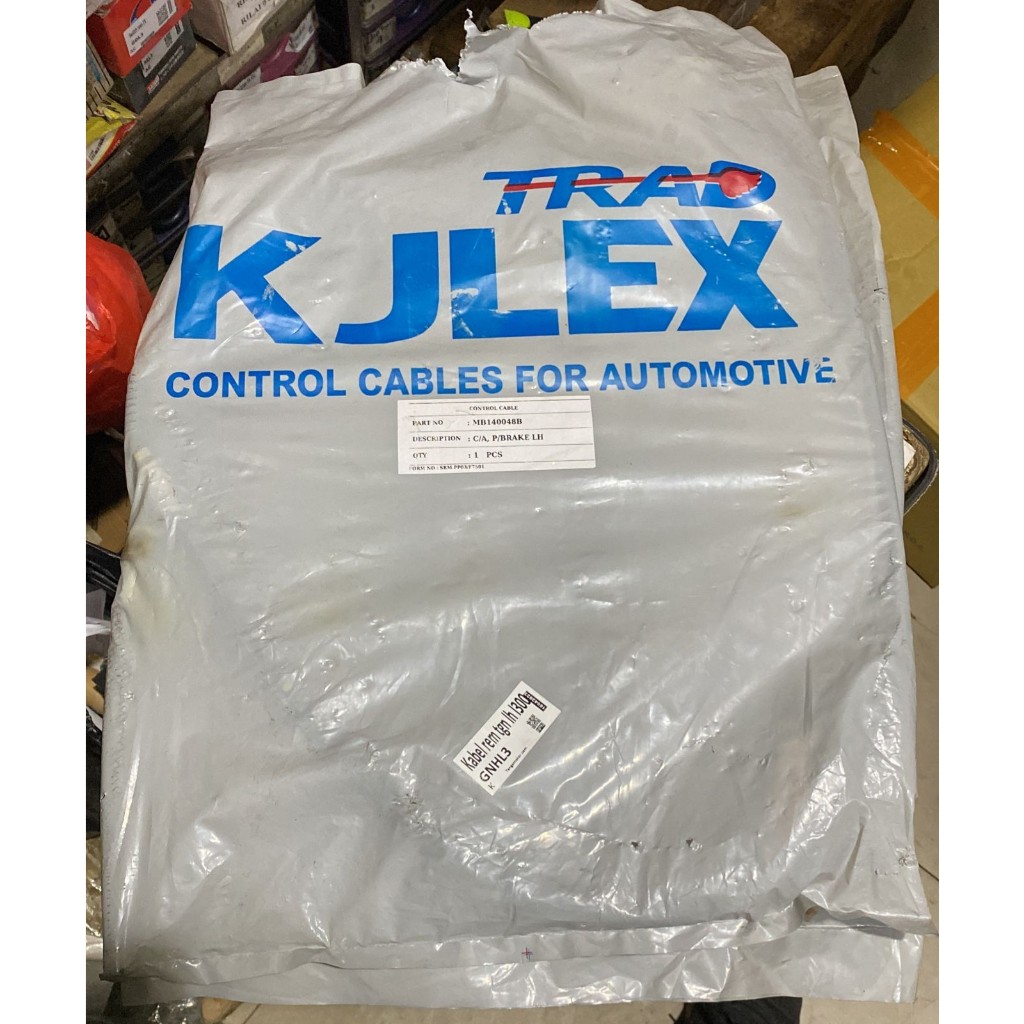 TRAD
KJLEX
CONTROL CABLES FOR AUTOMOTIVE
CONTROL CABLE
PART NO : MB140048B
DESCRIPTION : C/A, P/BRAKE LH
QTY : 1 PCS
Kabel rem tgn lh l300
GNHL3
K